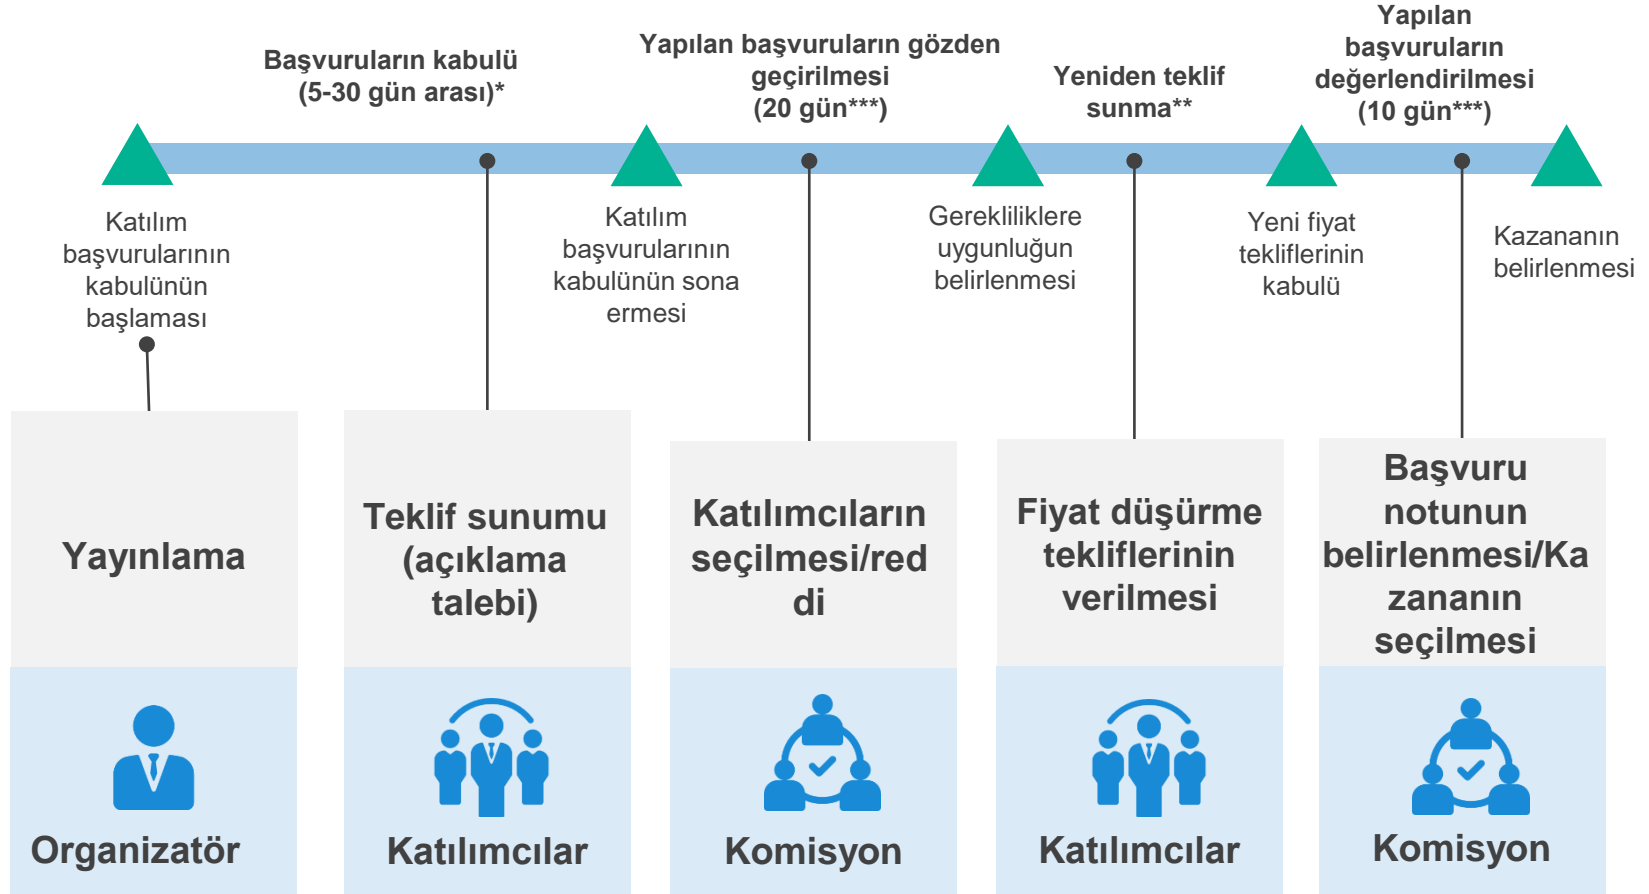 Başvuruların kabulü
(5-30 gün arası)*
Yapılan başvuruların gözden
geçirilmesi
(20 gün***)
Yeniden teklif
sunma**
Yapılan
başvuruların
değerlendirilmesi
(10 gün***)
Katılım
başvurularının
kabulünün
başlaması
Katılım
başvurularının
kabulünün sona
ermesi
Gerekliliklere
uygunluğun
belirlenmesi
Yeni fiyat
tekliflerinin
kabulü
Kazananın
belirlenmesi
Yayınlama
Teklif sunumu
(açıklama
talebi)
Katılımcıların
seçilmesi/red
di
Fiyat düşürme
tekliflerinin
verilmesi
Başvuru
notunun
belirlenmesi/Ka
zananın
seçilmesi
Organizatör
Katılımcılar
Komisyon
Katılımcılar
Komisyon